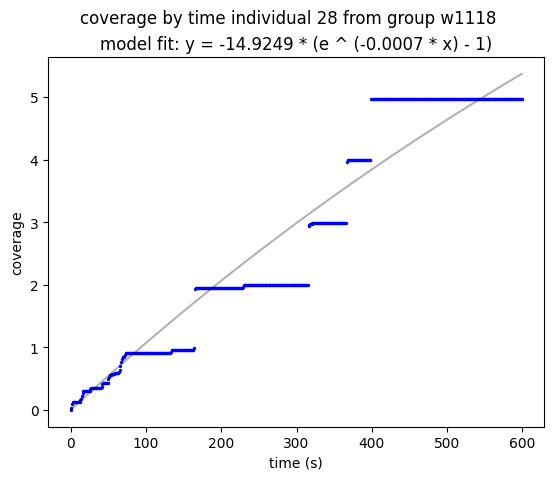 coverage by time individual 28 from group w1118
model fit: y = -14.9249 * (e ^ (-0.0007 * x) - 1)
coverage
5
4
3
2
1
0
0 100 200 300 400 500 600
time (s)